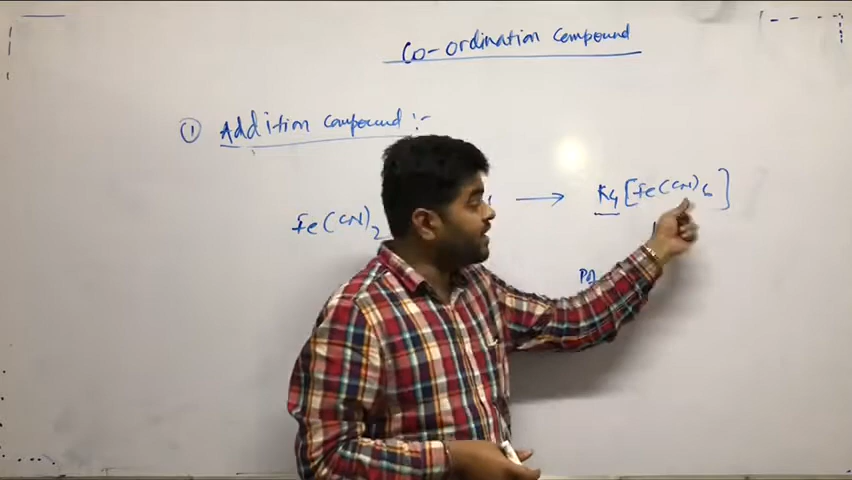 Co-ordination Compound
① Addition compound :-
Fe(CN)2 → K4[Fe(CN)6]